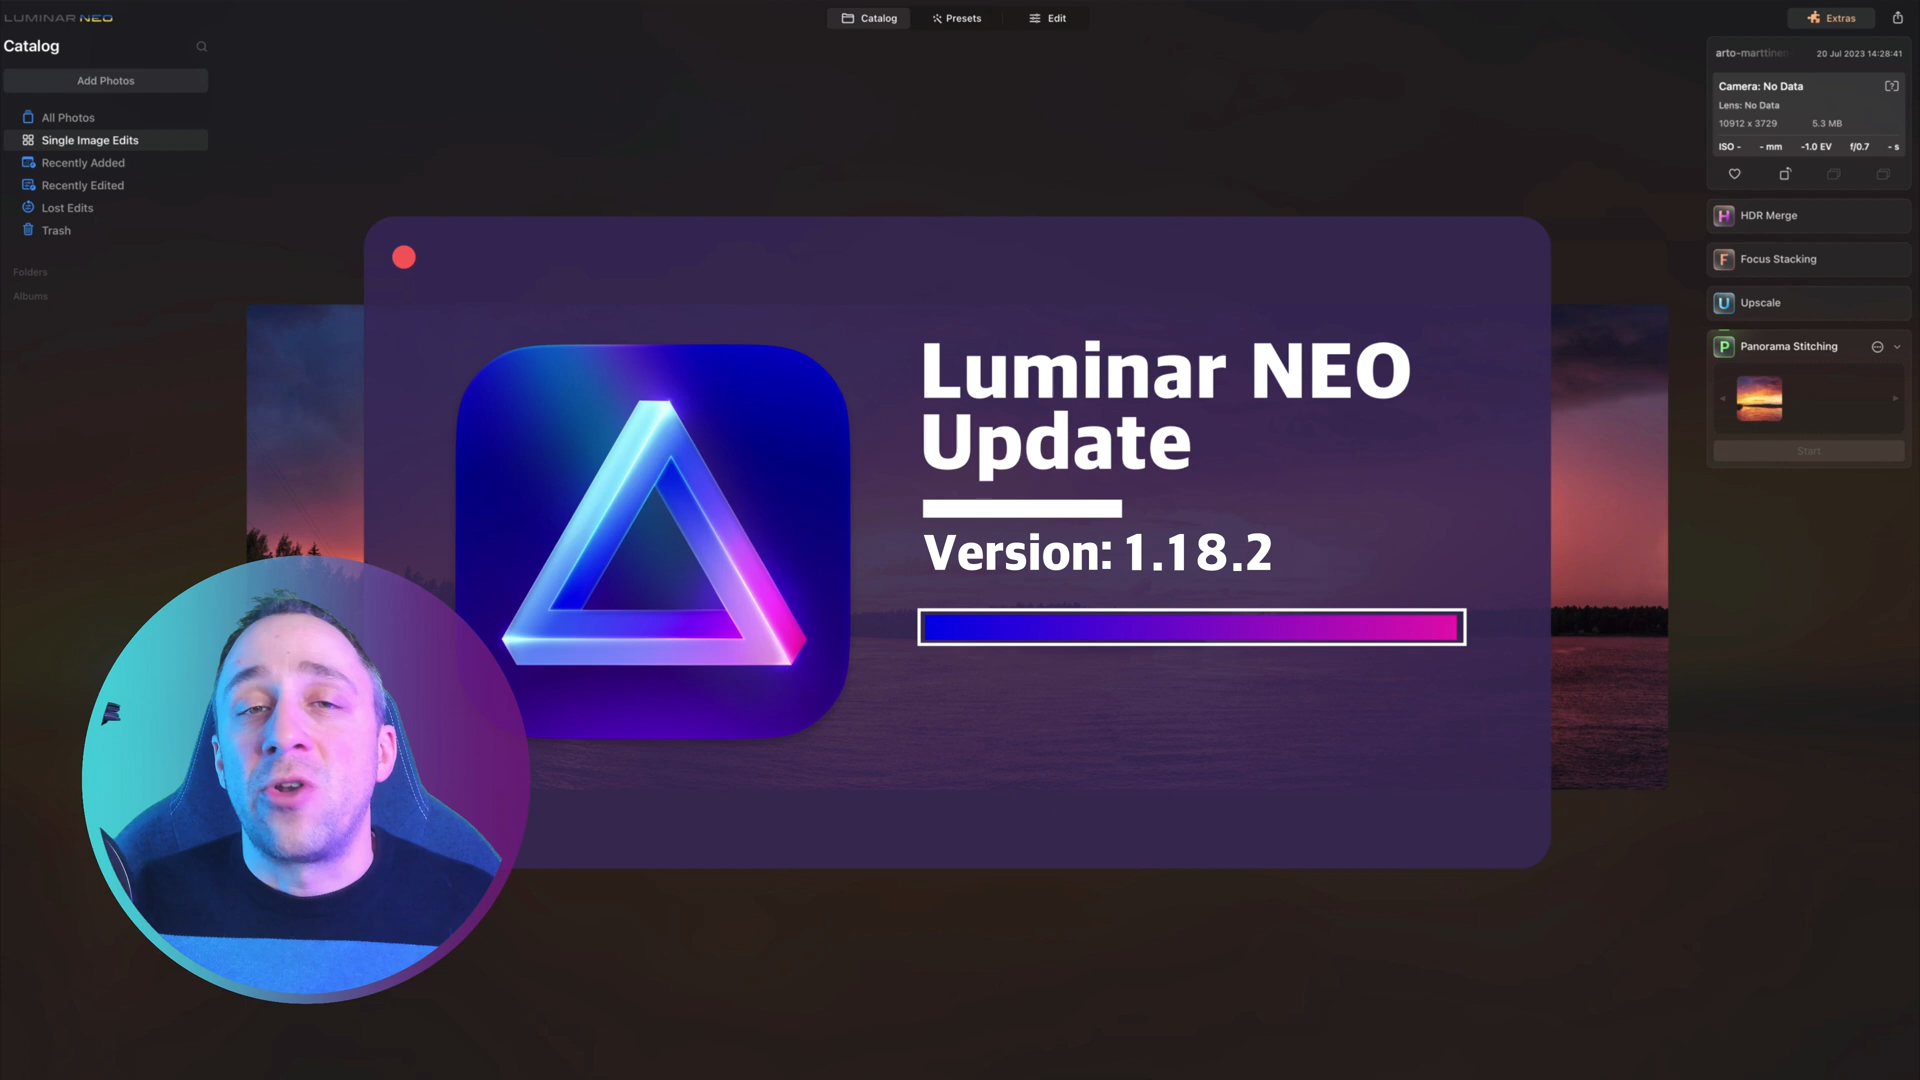 LUMINAR NEO
Catalog
Presets
Edit
Extras
Catalog
Add Photos
All Photos
Single Image Edits
Recently Added
Recently Edited
Lost Edits
Trash
Folders
Albums
Luminar NEO
Update
Version: 1.18.2
arto-marttinen 20 Jul 2023 14:28:41
Camera: No Data
Lens: No Data
10912 x 3729 5.3 MB
ISO - - mm -1.0 EV f/0.7 - s
H HDR Merge
F Focus Stacking
U Upscale
P Panorama Stitching
Start